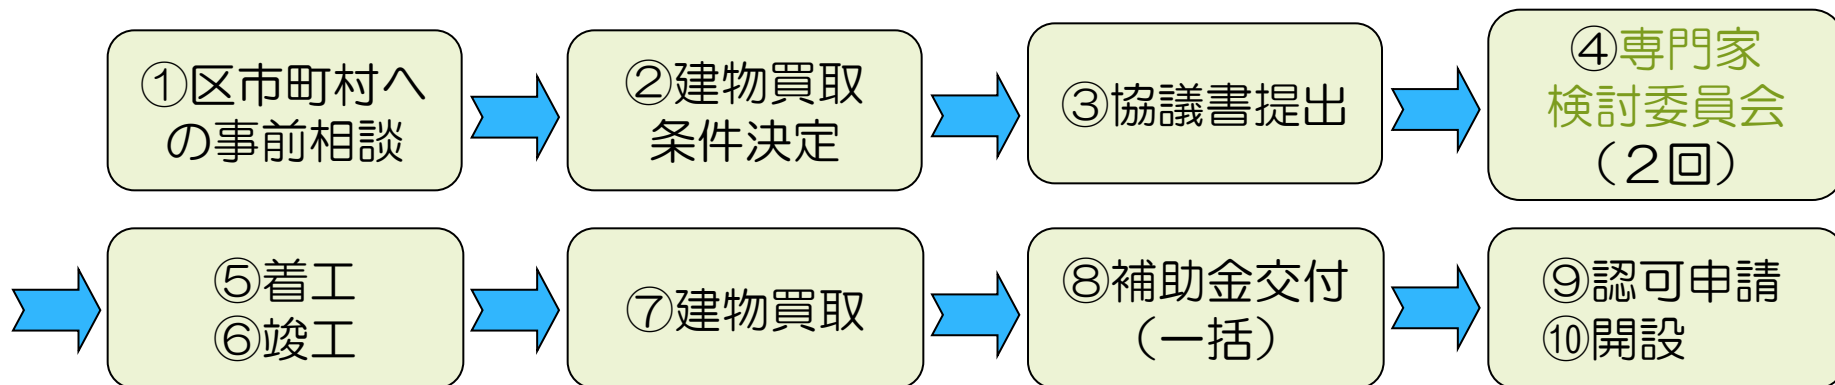 ①区市町村へ
の事前相談
②建物買取
条件決定
③協議書提出
④専門家
検討委員会
（２回）
⑤着工
⑥竣工
⑦建物買取
⑧補助金交付
（一括）
⑨認可申請
⑩開設